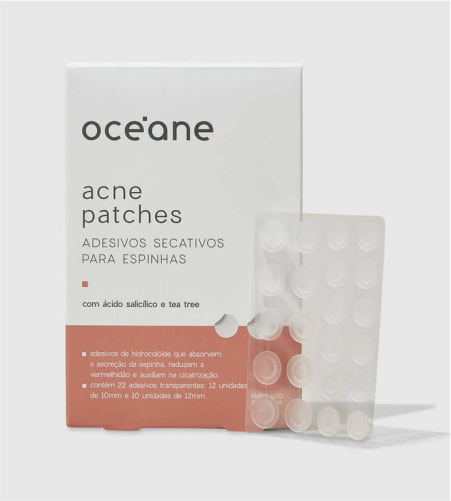 océane
acne
patches
ADESIVOS SECATIVOS
PARA ESPINHAS
com ácido salicílico e tea tree
adesivos de hidrocolóide que absorvem
a secreção da espinha, reduzem a
vermelhidão e auxiliam na cicatrização.
contém 22 adesivos transparentes: 12 unidades
de 10mm e 10 unidades de 12mm.